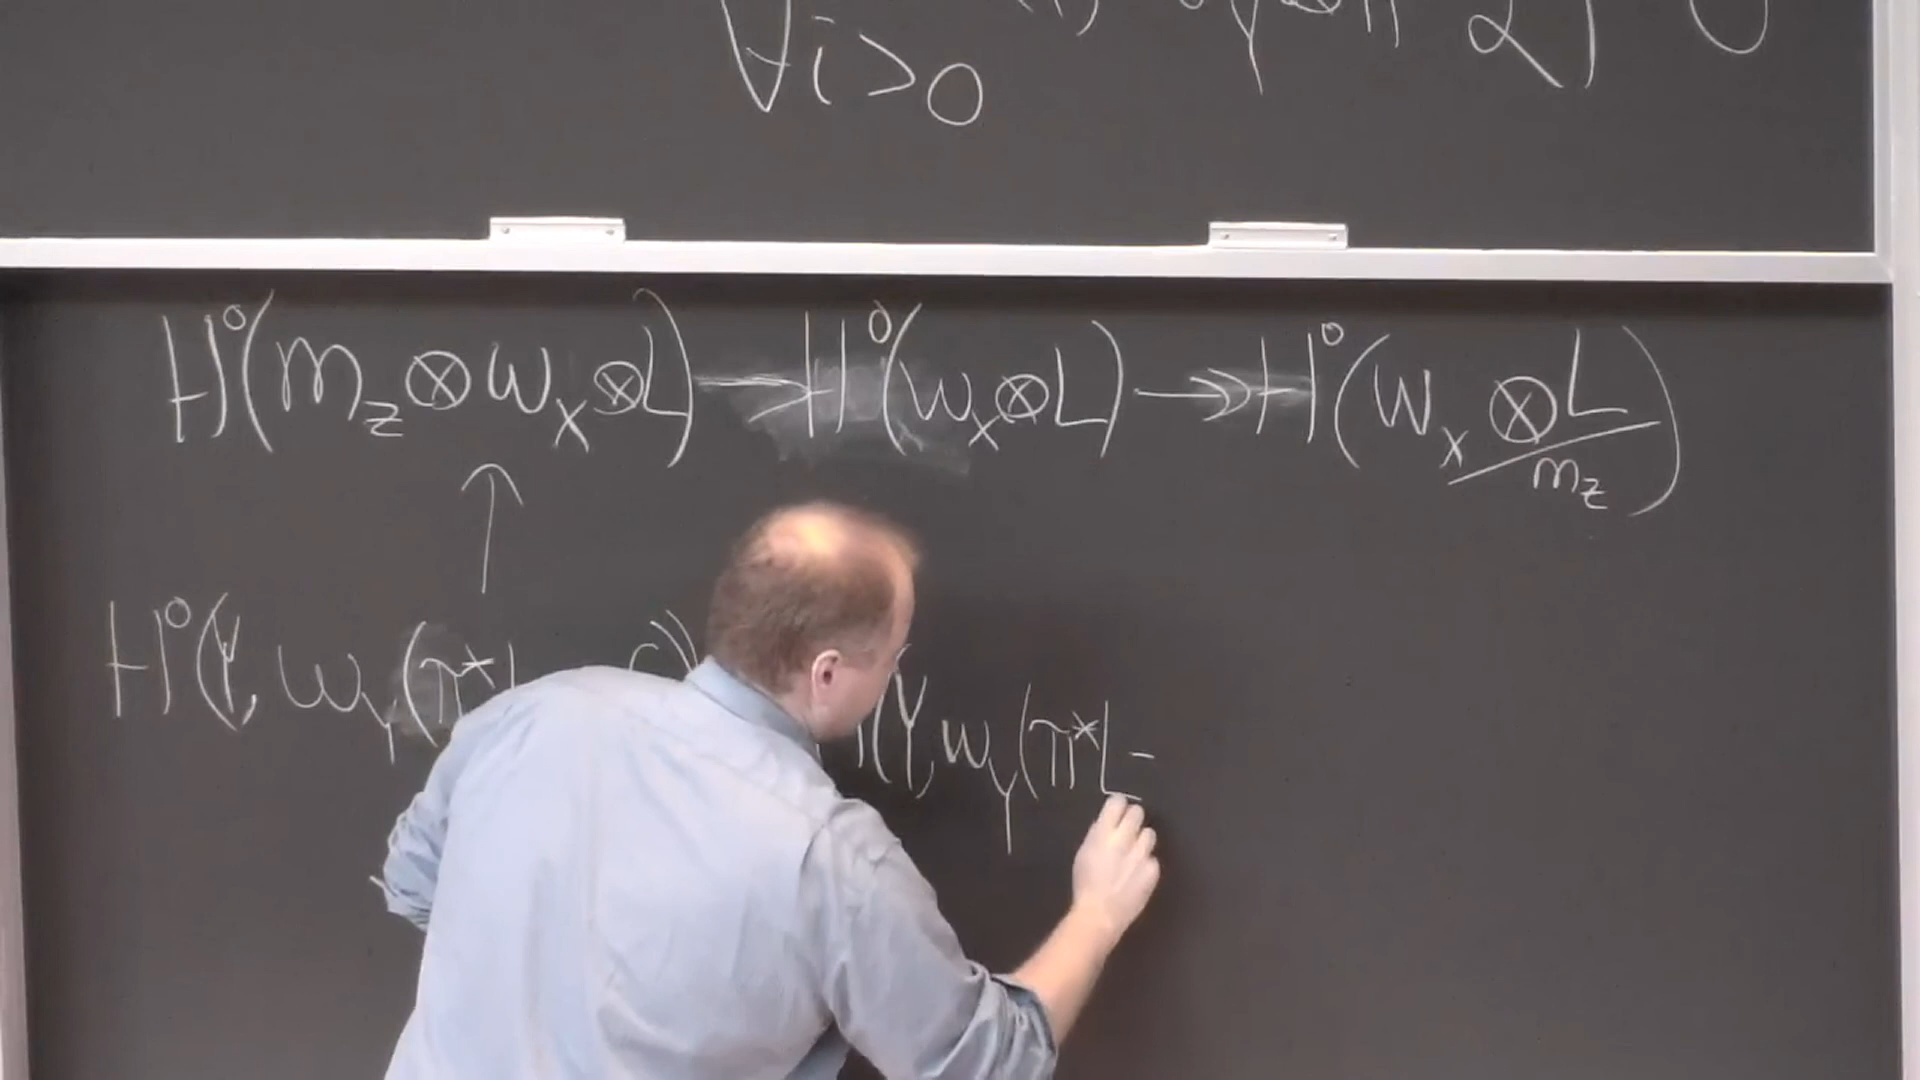 ∀i>0
H⁰(m_z⊗ω_X⊗L) → H⁰(ω_X⊗L) ↠ H⁰(ω_X⊗L/m_z)
↑
H⁰(Y, ω_Y(π*L
(Y, ω_Y(π*L-